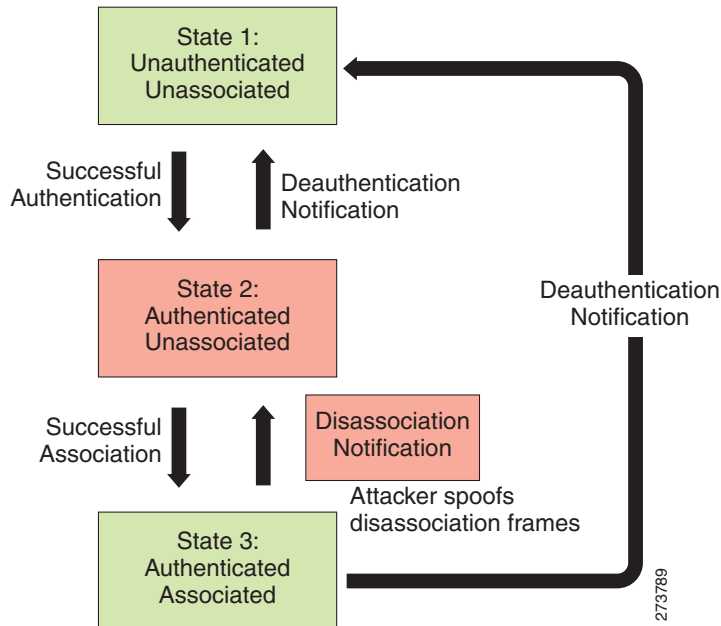 State 1:
Unauthenticated
Unassociated
Successful
Authentication
Deauthentication
Notification
State 2:
Authenticated
Unassociated
Deauthentication
Notification
Successful
Association
Disassociation
Notification
Attacker spoofs
disassociation frames
State 3:
Authenticated
Associated
273789